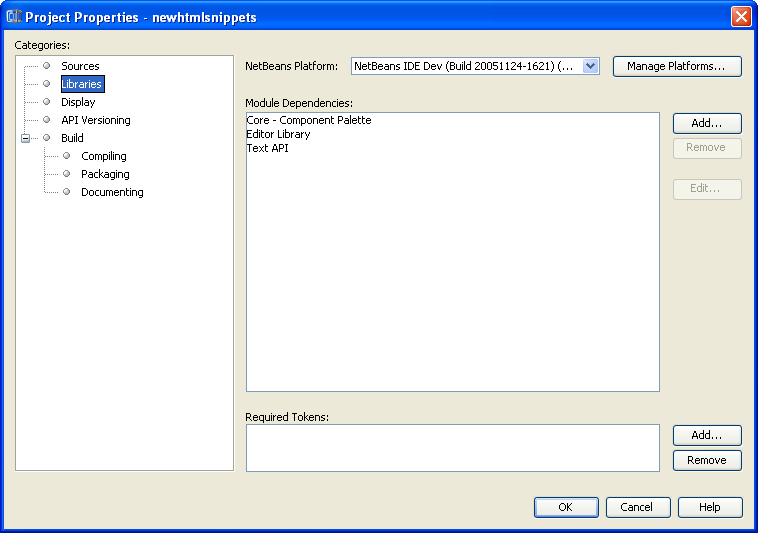 Project Properties - newhtmlsnippets
Categories:
Sources
Libraries
Display
API Versioning
Build
Compiling
Packaging
Documenting
NetBeans Platform:
NetBeans IDE Dev (Build 20051124-1621) (...
Manage Platforms...
Module Dependencies:
Core - Component Palette
Editor Library
Text API
Add...
Remove
Edit...
Required Tokens:
Add...
Remove
OK
Cancel
Help